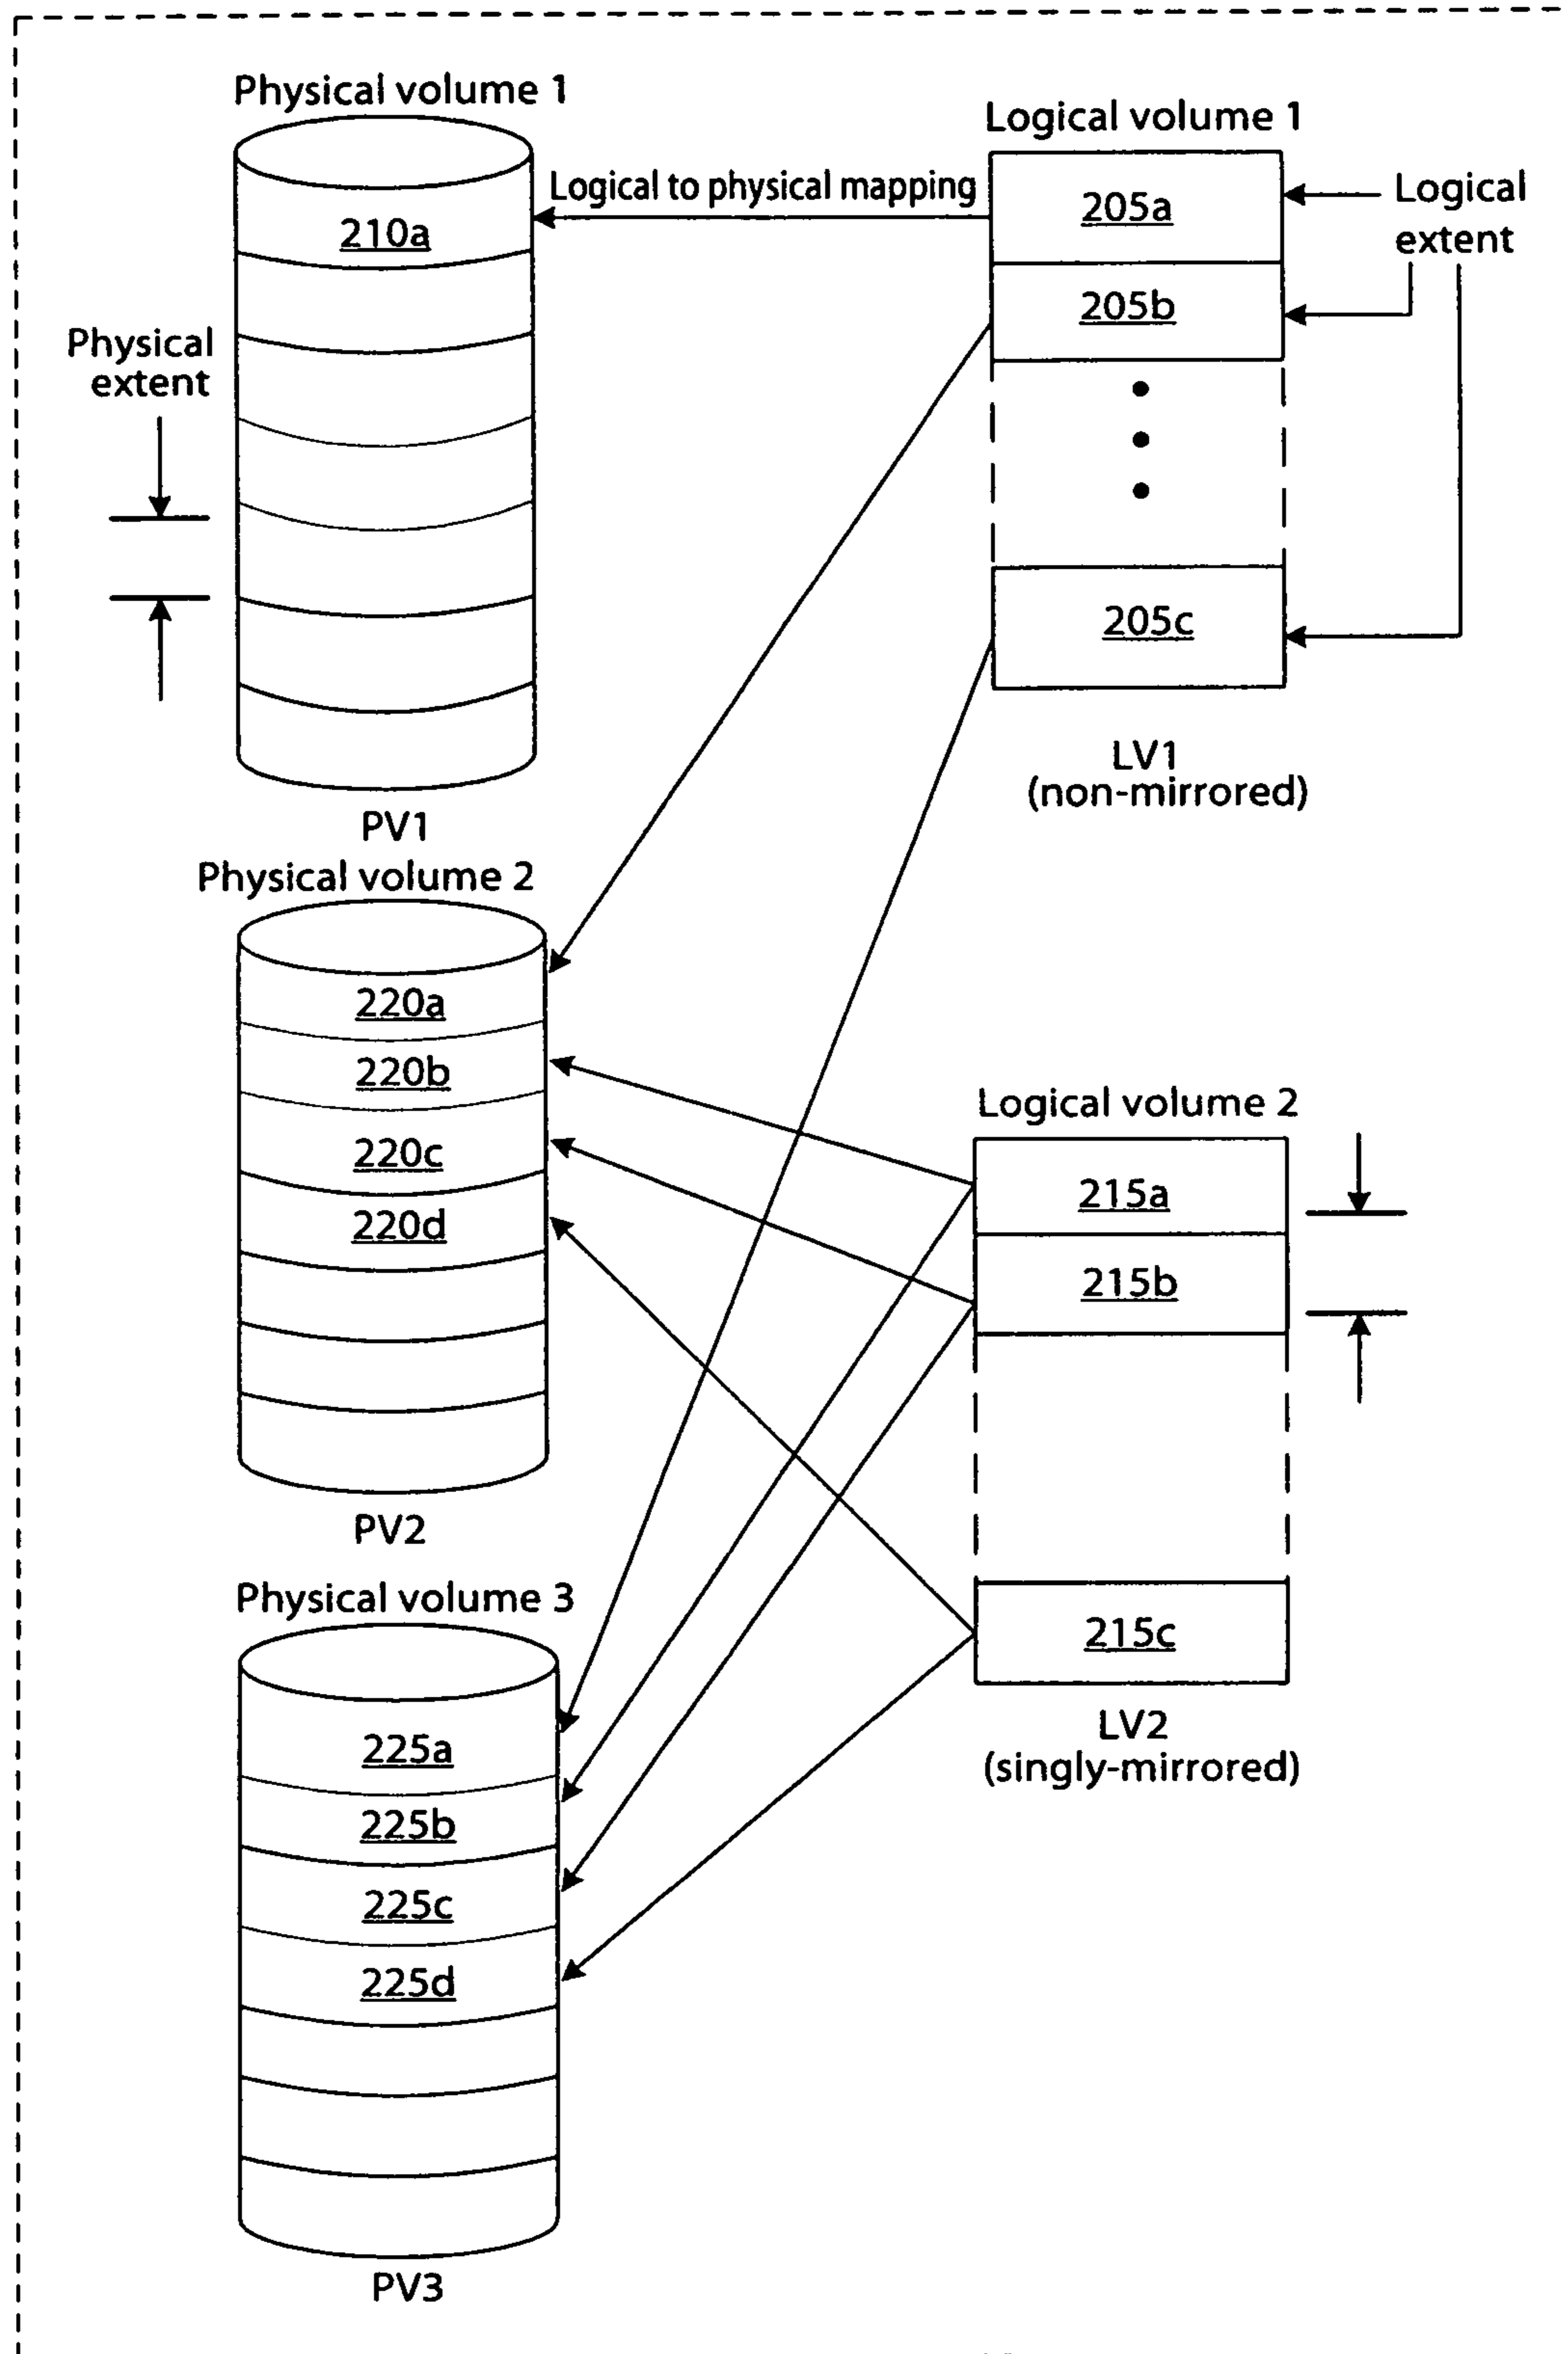 Physical volume 1
210a
Physical
extent
PV1
Logical to physical mapping
Logical volume 1
205a
205b
205c
Logical
extent
LV1
(non-mirrored)
Physical volume 2
220a
220b
220c
220d
PV2
Logical volume 2
215a
215b
215c
LV2
(singly-mirrored)
Physical volume 3
225a
225b
225c
225d
PV3